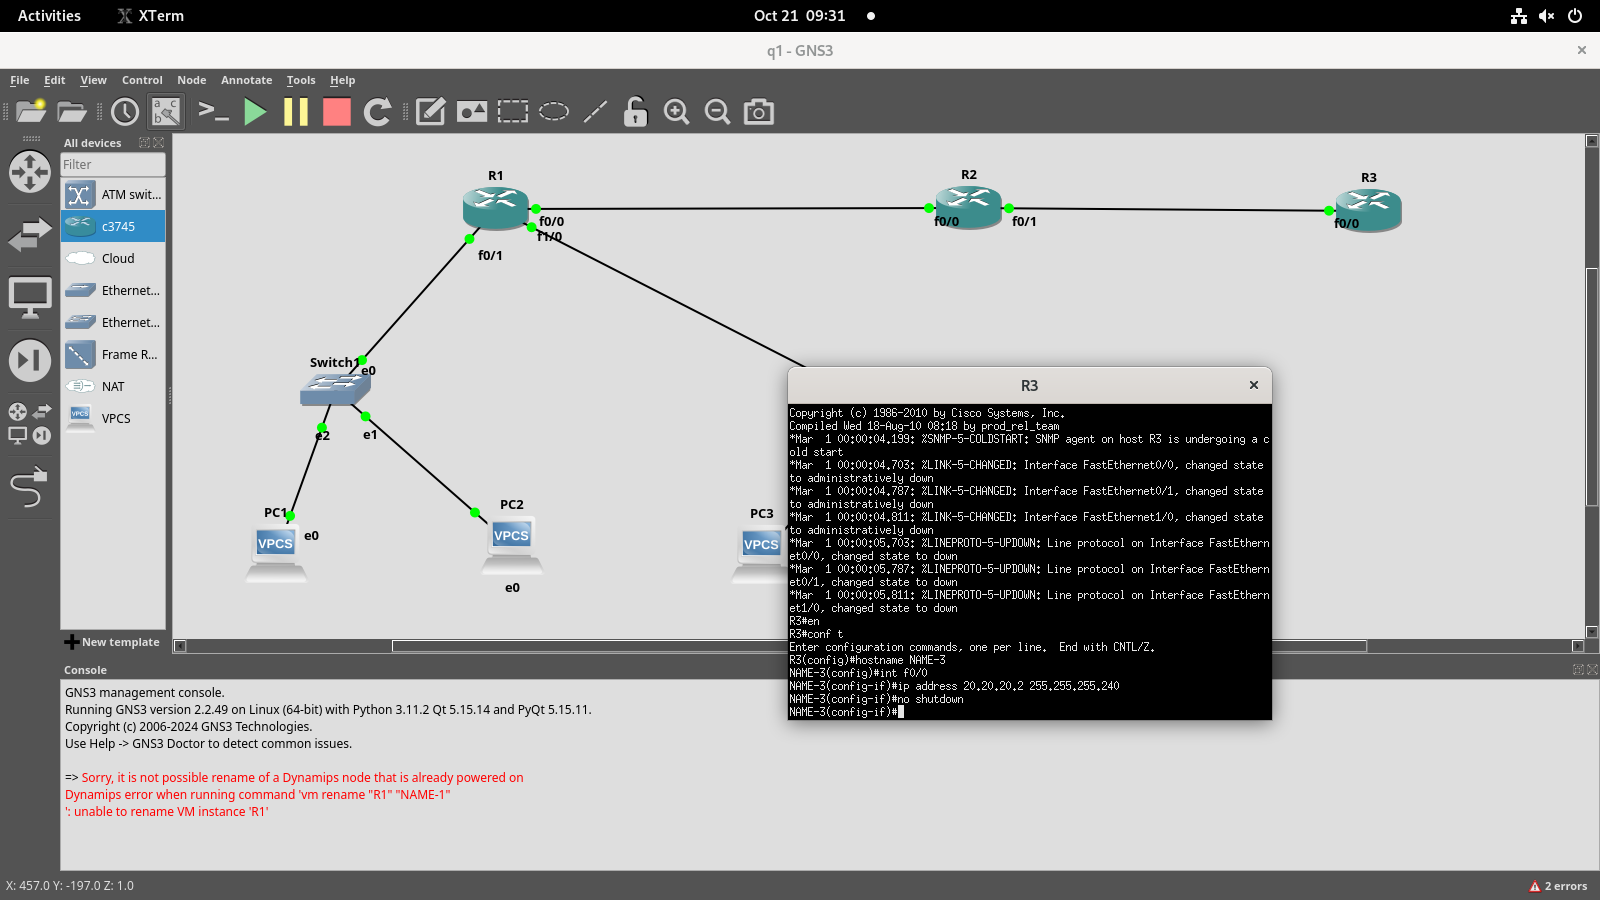 Activities
XTerm
Oct 21 09:31
q1 - GNS3
File Edit View Control Node Annotate Tools Help
All devices
Filter
ATM swit...
c3745
Cloud
Ethernet...
Ethernet...
Frame R...
NAT
VPCS
VPCS
New template
R1
f0/0
f1/0
f0/1
R2
f0/0
f0/1
R3
f0/0
Switch1
e0
e2
e1
PC1
VPCS
e0
PC2
VPCS
e0
PC3
VPCS
R3
Copyright (c) 1986-2010 by Cisco Systems, Inc.
Compiled Wed 18-Aug-10 08:18 by prod_rel_team
*Mar  1 00:00:04.199: %SNMP-5-COLDSTART: SNMP agent on host R3 is undergoing a c
old start
*Mar  1 00:00:04.703: %LINK-5-CHANGED: Interface FastEthernet0/0, changed state
to administratively down
*Mar  1 00:00:04.787: %LINK-5-CHANGED: Interface FastEthernet0/1, changed state
to administratively down
*Mar  1 00:00:04.811: %LINK-5-CHANGED: Interface FastEthernet1/0, changed state
to administratively down
*Mar  1 00:00:05.703: %LINEPROTO-5-UPDOWN: Line protocol on Interface FastEthern
et0/0, changed state to down
*Mar  1 00:00:05.787: %LINEPROTO-5-UPDOWN: Line protocol on Interface FastEthern
et0/1, changed state to down
*Mar  1 00:00:05.811: %LINEPROTO-5-UPDOWN: Line protocol on Interface FastEthern
et1/0, changed state to down
R3#en
R3#conf t
Enter configuration commands, one per line.  End with CNTL/Z.
R3(config)#hostname NAME-3
NAME-3(config)#int f0/0
NAME-3(config-if)#ip address 20.20.20.2 255.255.255.240
NAME-3(config-if)#no shutdown
NAME-3(config-if)#
Console
GNS3 management console.
Running GNS3 version 2.2.49 on Linux (64-bit) with Python 3.11.2 Qt 5.15.14 and PyQt 5.15.11.
Copyright (c) 2006-2024 GNS3 Technologies.
Use Help -> GNS3 Doctor to detect common issues.
=> Sorry, it is not possible rename of a Dynamips node that is already powered on
Dynamips error when running command 'vm rename "R1" "NAME-1"
': unable to rename VM instance 'R1'
X: 457.0 Y: -197.0 Z: 1.0
2 errors